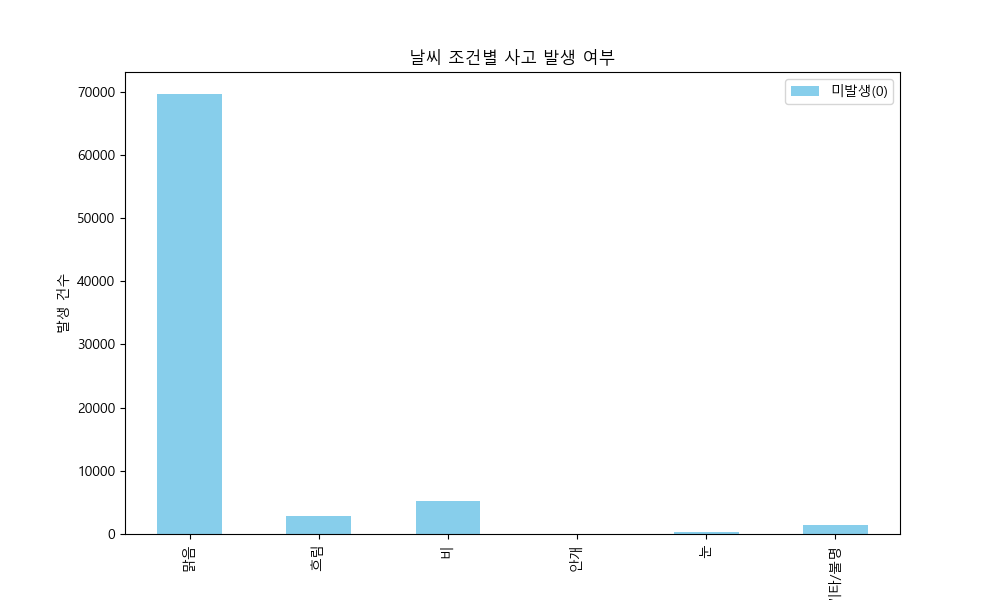 날씨 조건별 사고 발생 여부
미발생(0)
발생 건수
70000
60000
50000
40000
30000
20000
10000
0
맑음
흐림
비
안개
눈
기타/불명